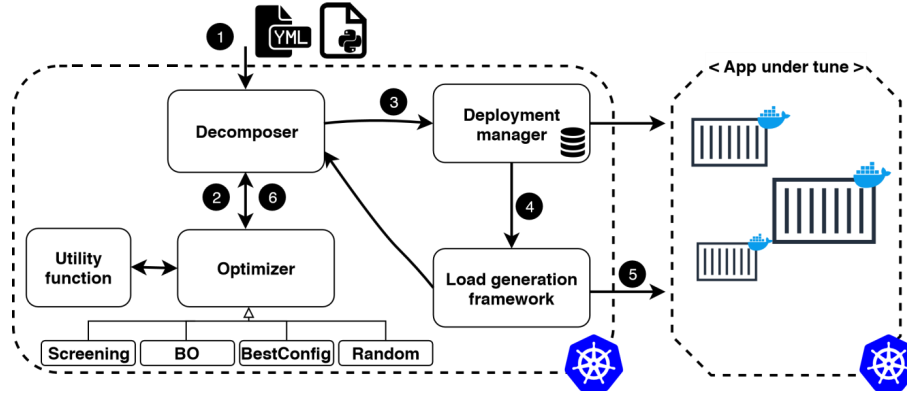 1
YML
< App under tune >
3
Decomposer
Deployment
manager
2
6
4
Utility
function
Optimizer
Load generation
framework
5
Screening
BO
BestConfig
Random